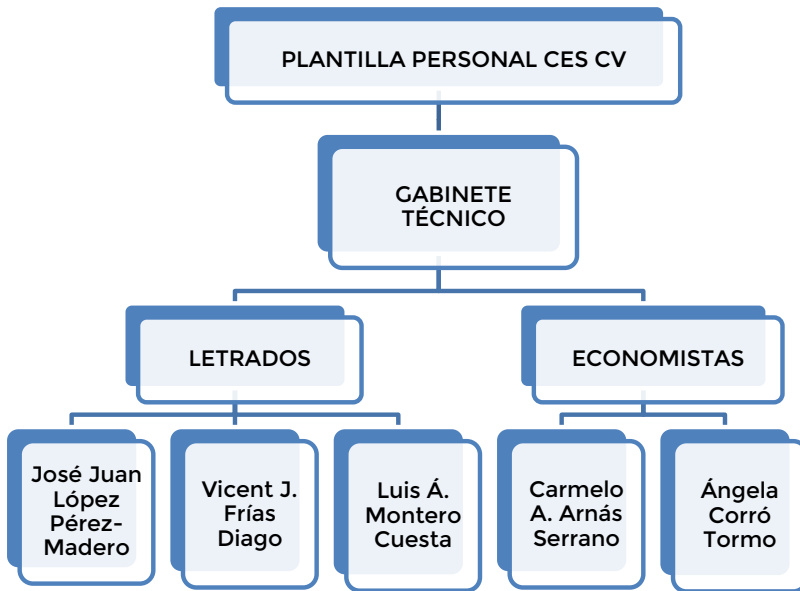 PLANTILLA PERSONAL CES CV
GABINETE
TÉCNICO
LETRADOS
ECONOMISTAS
José Juan
López
Pérez-
Madero
Vicent J.
Frías
Diago
Luis Á.
Montero
Cuesta
Carmelo
A. Arnás
Serrano
Ángela
Corró
Tormo